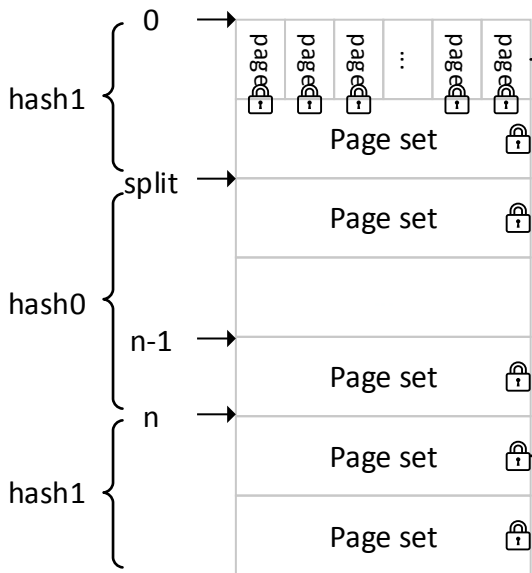 0
page page page ... page page
hash1
Page set
split
Page set
hash0
n-1
Page set
n
Page set
hash1
Page set